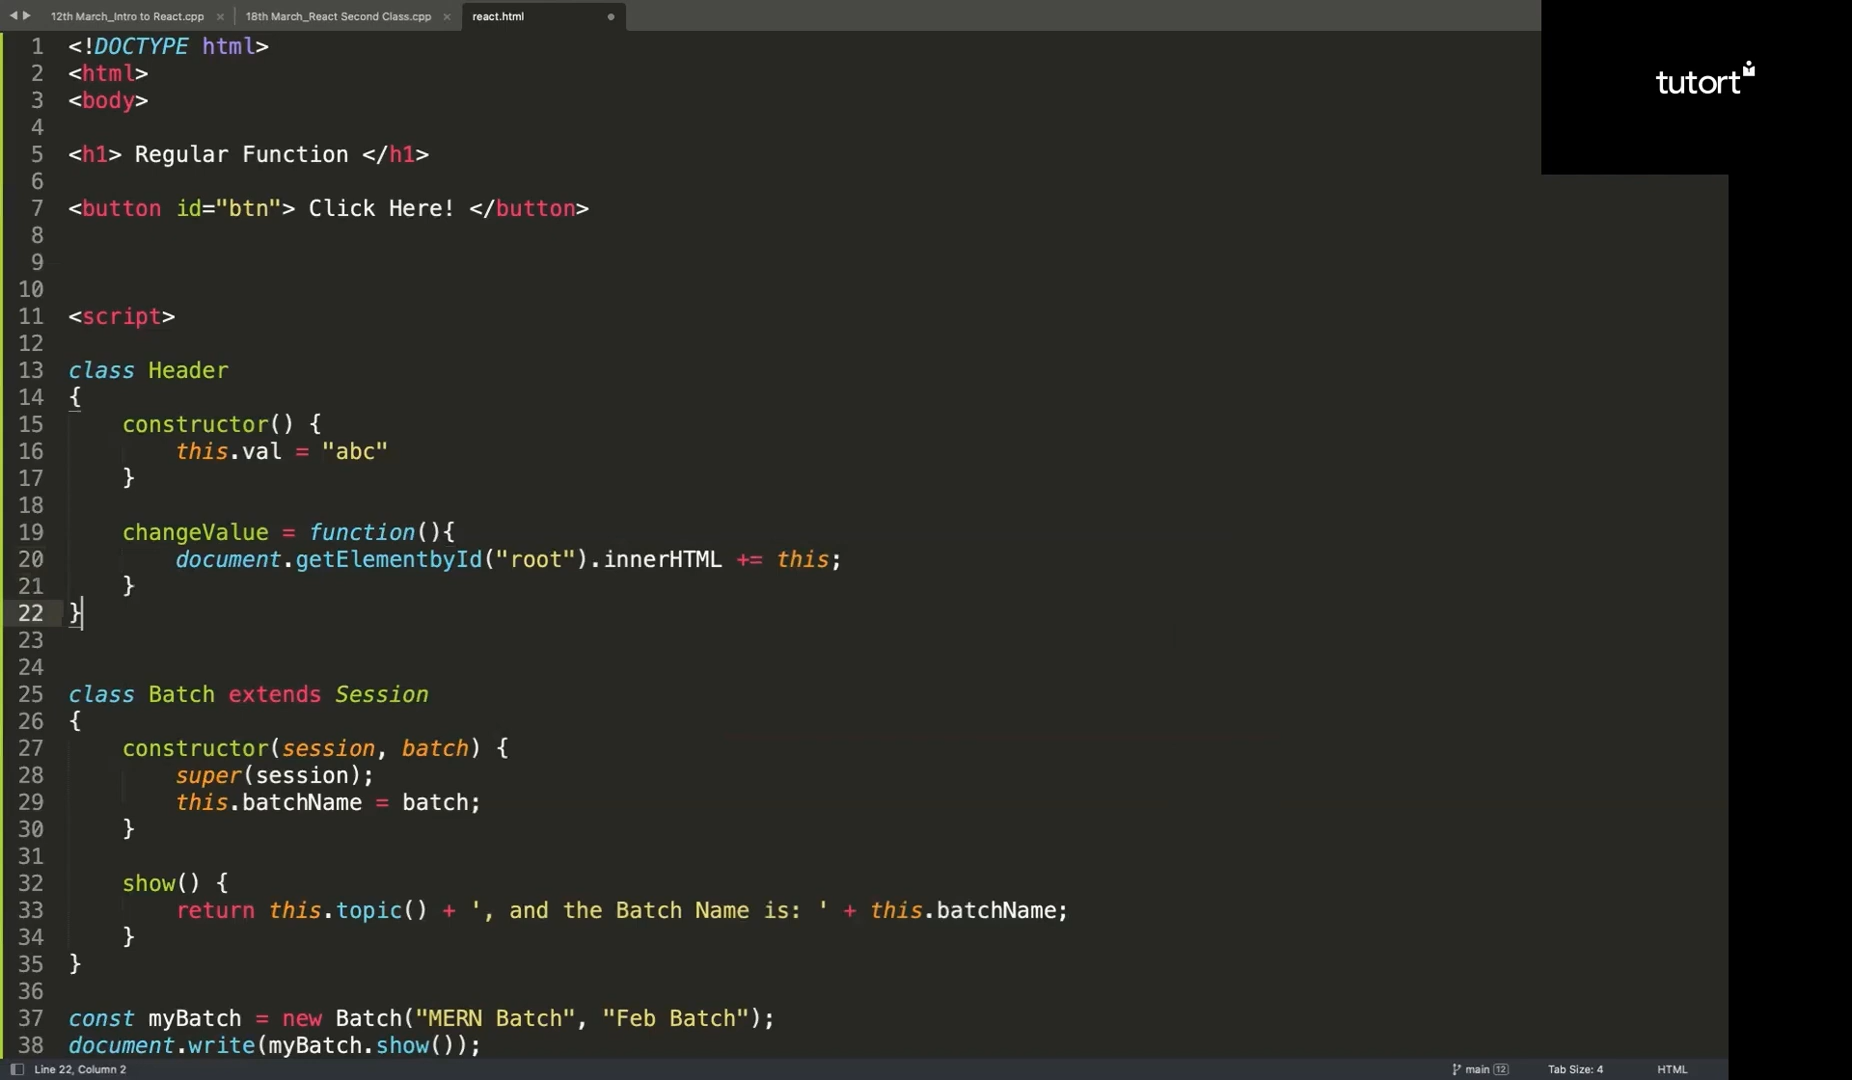 12th March_Intro to React.cpp × 18th March_React Second Class.cpp × react.html
tutort
1 <!DOCTYPE html>
2 <html>
3 <body>
4
5 <h1> Regular Function </h1>
6
7 <button id="btn"> Click Here! </button>
8
9
10
11 <script>
12
13 class Header
14 {
15     constructor() {
16         this.val = "abc"
17     }
18
19     changeValue = function(){
20         document.getElementbyId("root").innerHTML += this;
21     }
22 }
23
24
25 class Batch extends Session
26 {
27     constructor(session, batch) {
28         super(session);
29         this.batchName = batch;
30     }
31
32     show() {
33         return this.topic() + ', and the Batch Name is: ' + this.batchName;
34     }
35 }
36
37 const myBatch = new Batch("MERN Batch", "Feb Batch");
38 document.write(myBatch.show());
Line 22, Column 2 main 12 Tab Size: 4 HTML